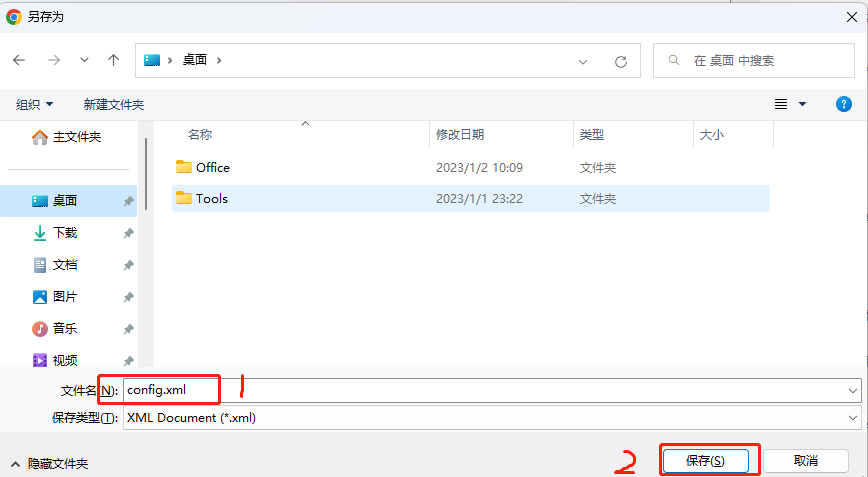 另存为
桌面
在 桌面 中搜索
组织 新建文件夹
主文件夹
名称 修改日期 类型 大小
Office 2023/1/2 10:09 文件夹
桌面
Tools 2023/1/1 23:22 文件夹
下载
文档
图片
音乐
视频
文件名(N): config.xml 1
保存类型(T): XML Document (*.xml)
隐藏文件夹 2 保存(S) 取消